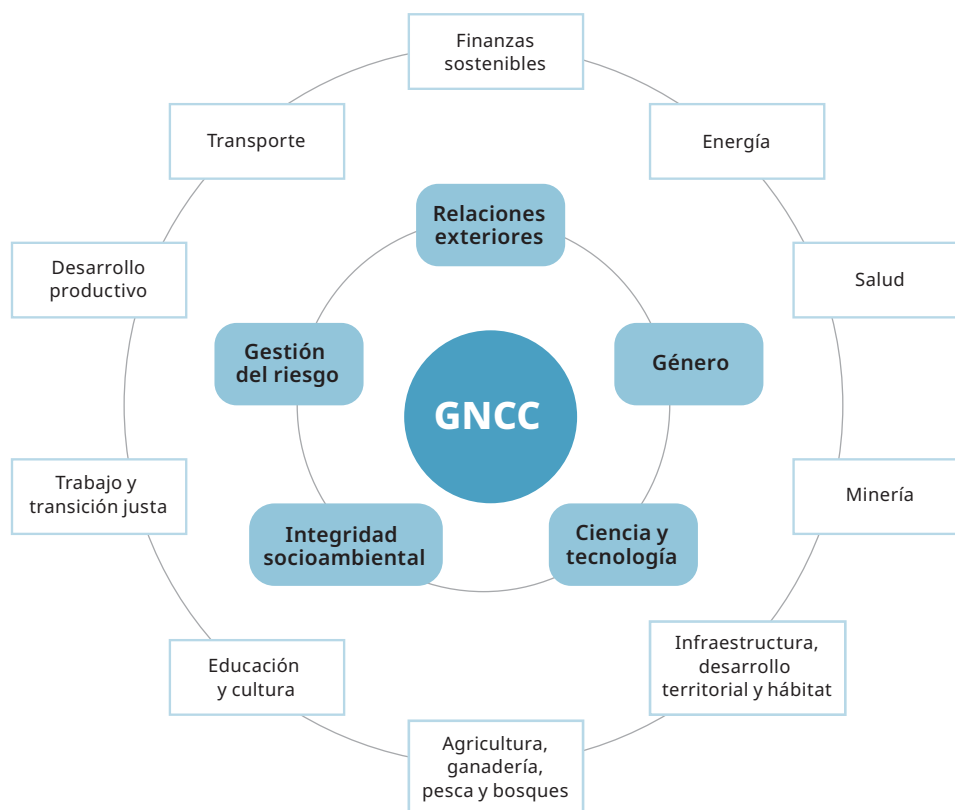 Finanzas
sostenibles
Transporte
Energía
Relaciones
exteriores
Desarrollo
productivo
Salud
Gestión
del riesgo
Género
GNCC
Trabajo y
transición justa
Minería
Integridad
socioambiental
Ciencia y
tecnología
Educación
y cultura
Infraestructura,
desarrollo
territorial y hábitat
Agricultura,
ganadería,
pesca y bosques